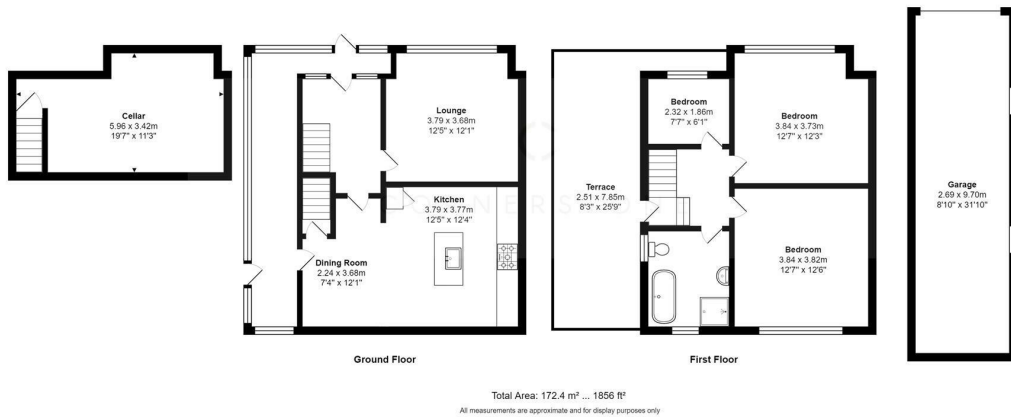 Cellar
5.96 x 3.42m
19'7" x 11'3"
Lounge
3.79 x 3.68m
12'5" x 12'1"
Kitchen
3.79 x 3.77m
12'5" x 12'4"
Dining Room
2.24 x 3.68m
7'4" x 12'1"
Ground Floor
Terrace
2.51 x 7.85m
8'3" x 25'9"
Bedroom
2.32 x 1.86m
7'7" x 6'1"
Bedroom
3.84 x 3.73m
12'7" x 12'3"
Bedroom
3.84 x 3.82m
12'7" x 12'6"
First Floor
Garage
2.69 x 9.70m
8'10" x 31'10"
Total Area: 172.4 m² ... 1856 ft²
All measurements are approximate and for display purposes only